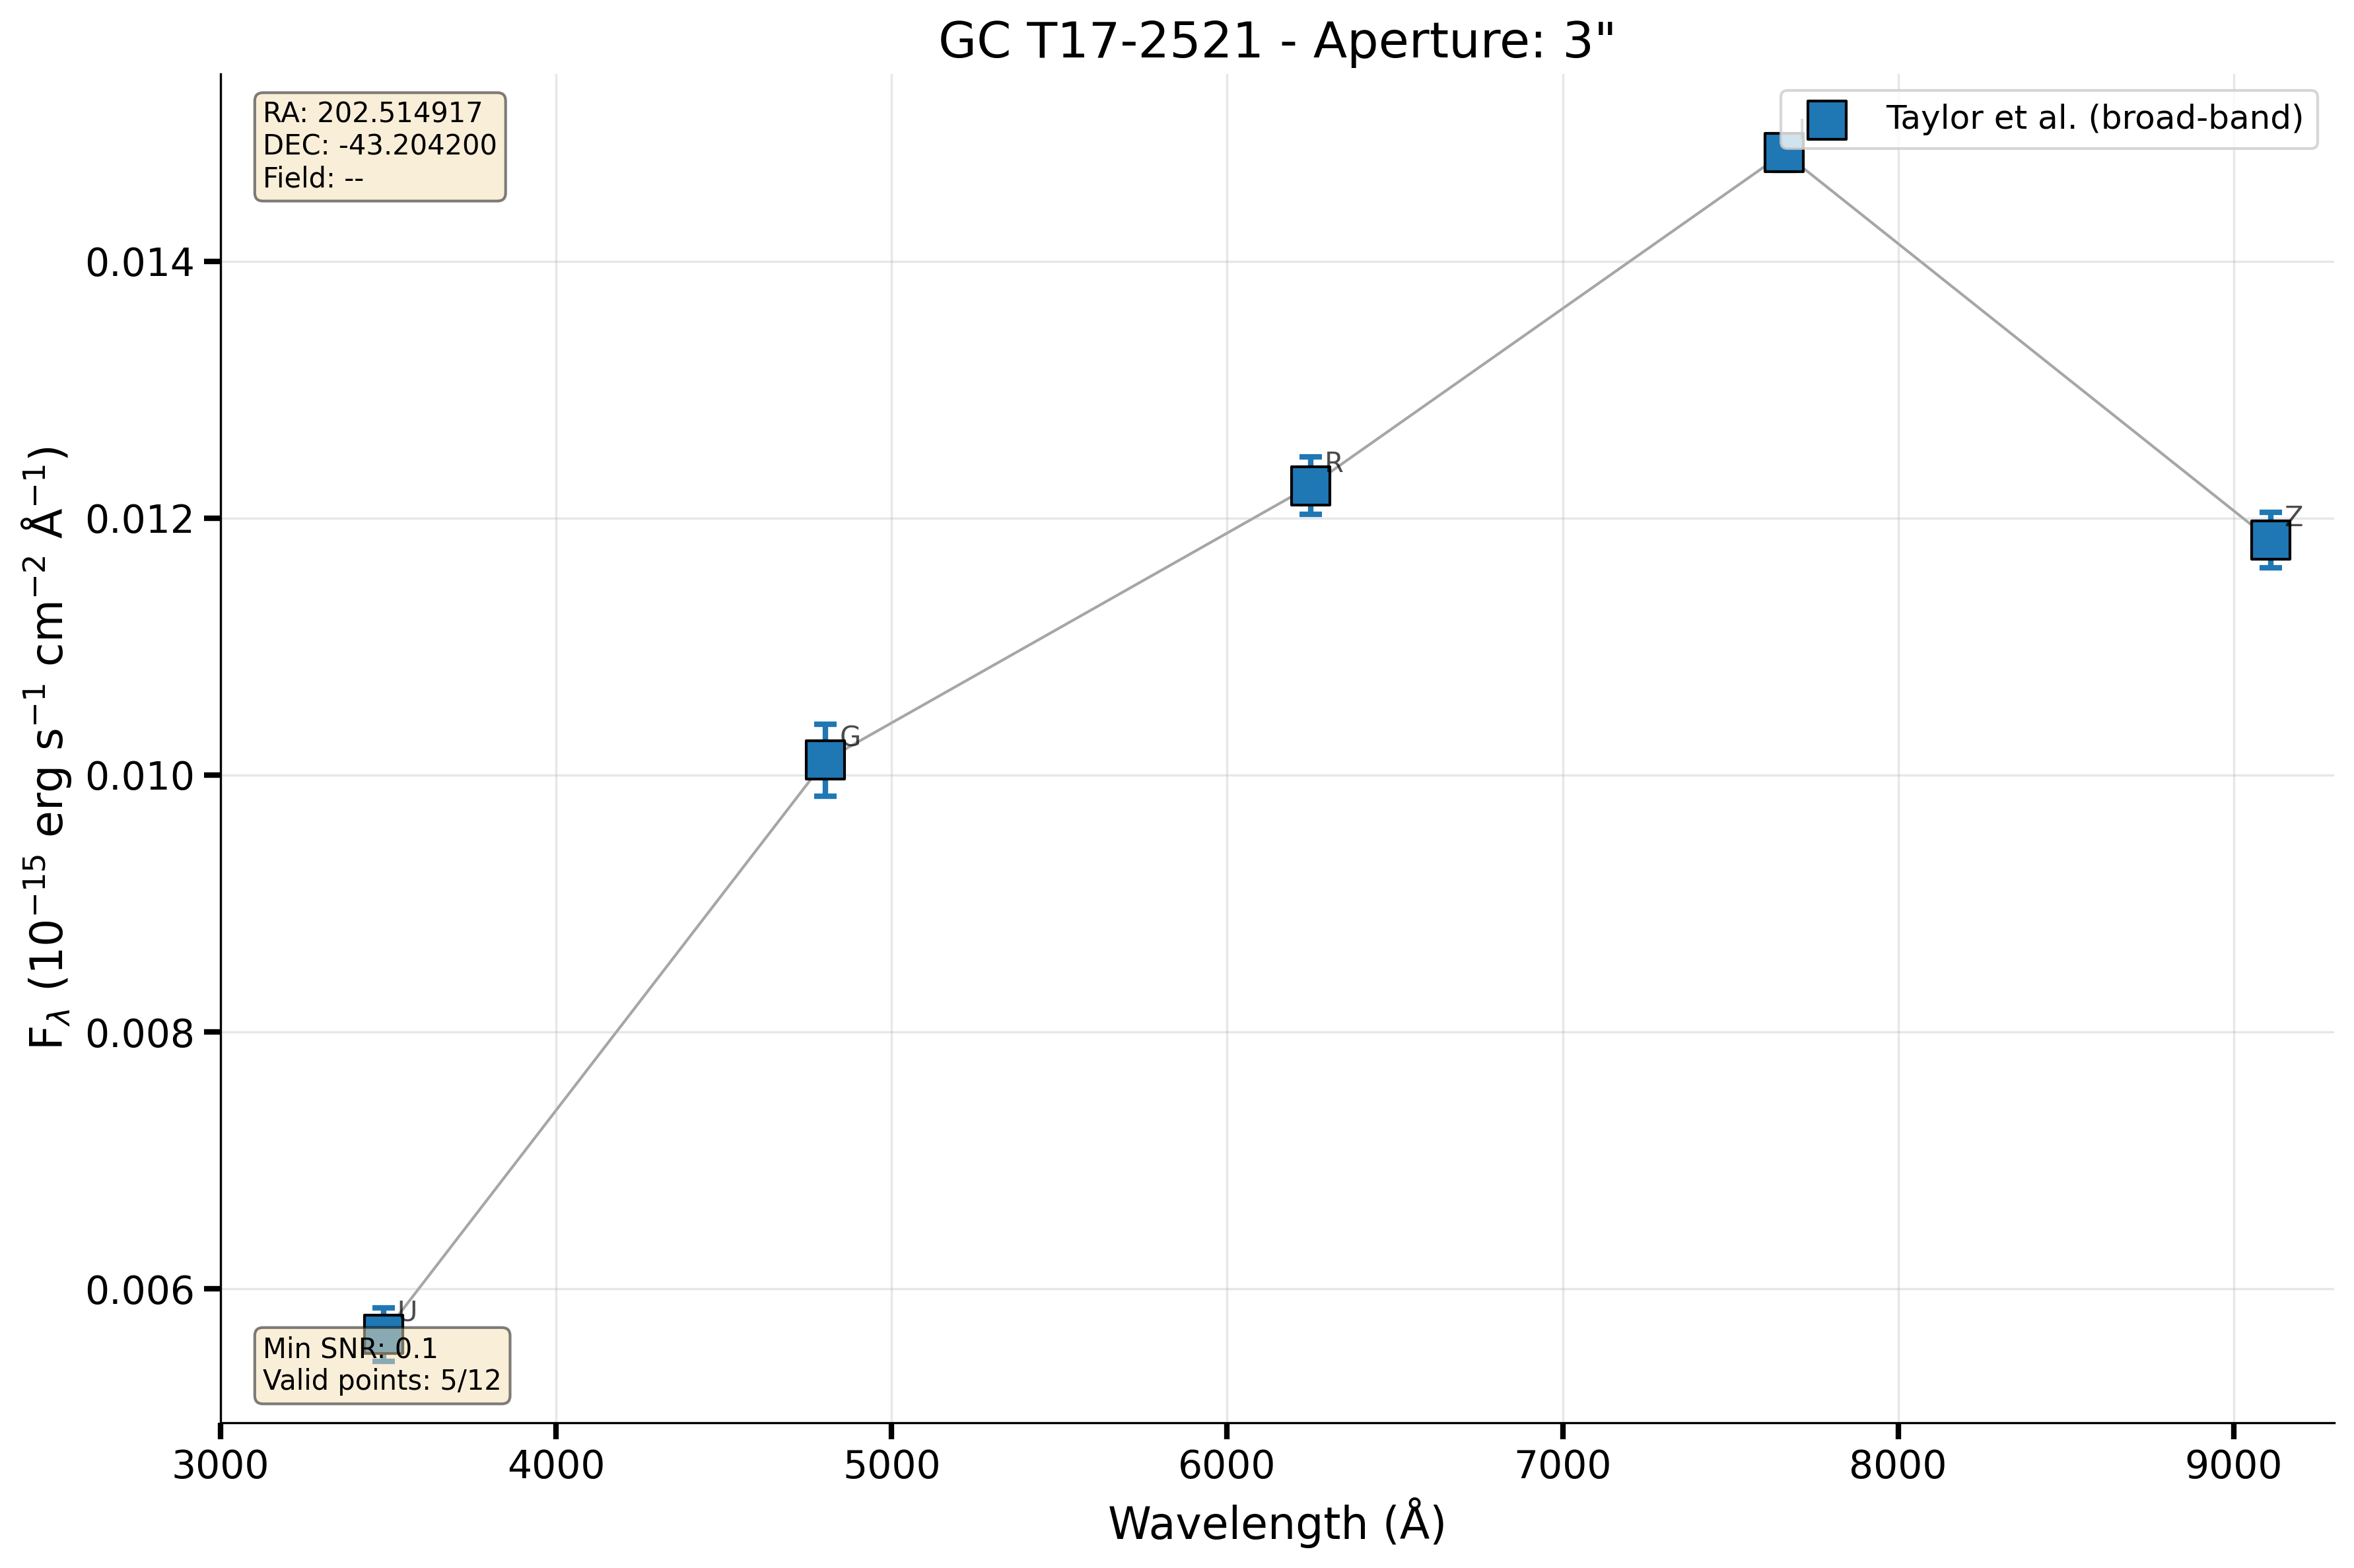 GC T17-2521 - Aperture: 3"
RA: 202.514917
DEC: -43.204200
Field: --
Taylor et al. (broad-band)
I
R
Z
G
U
Min SNR: 0.1
Valid points: 5/12
0.014
0.012
0.010
0.008
0.006
F_λ (10⁻¹⁵ erg s⁻¹ cm⁻² Å⁻¹)
3000 4000 5000 6000 7000 8000 9000
Wavelength (Å)